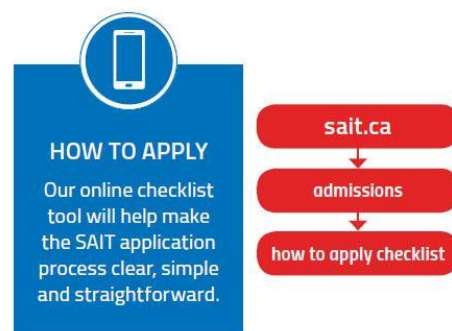 HOW TO APPLY
Our online checklist
tool will help make
the SAIT application
process clear, simple
and straightforward.
sait.ca
admissions
how to apply checklist